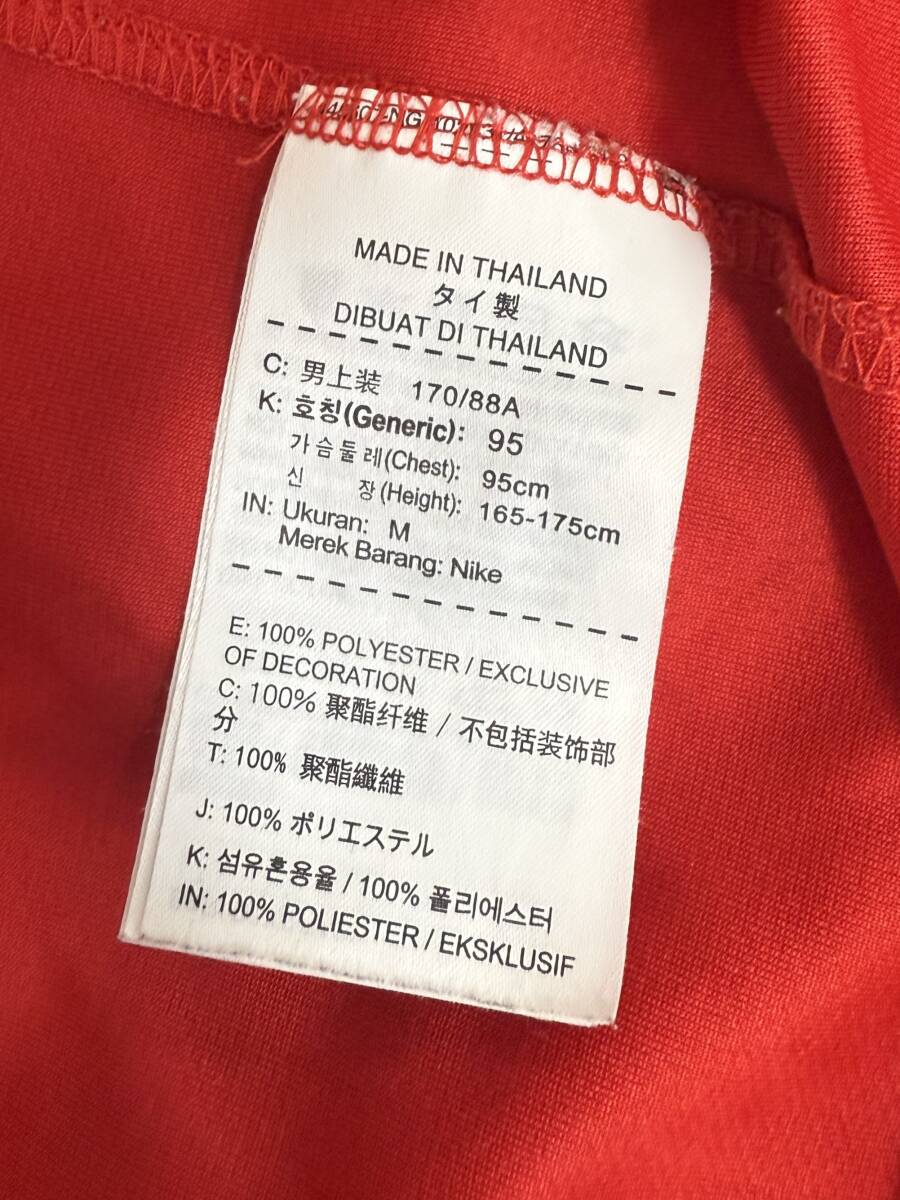 MADE IN THAILAND
タイ製
DIBUAT DI THAILAND
C: 男上装 170/88A
K: 호칭(Generic): 95
가슴둘레(Chest): 95cm
신 장(Height): 165-175cm
IN: Ukuran: M
Merek Barang: Nike
E: 100% POLYESTER / EXCLUSIVE
OF DECORATION
C: 100% 聚酯纤维 / 不包括装饰部
分
T: 100% 聚酯纖維
J: 100% ポリエステル
K: 섬유혼용율 / 100% 폴리에스터
IN: 100% POLIESTER / EKSKLUSIF